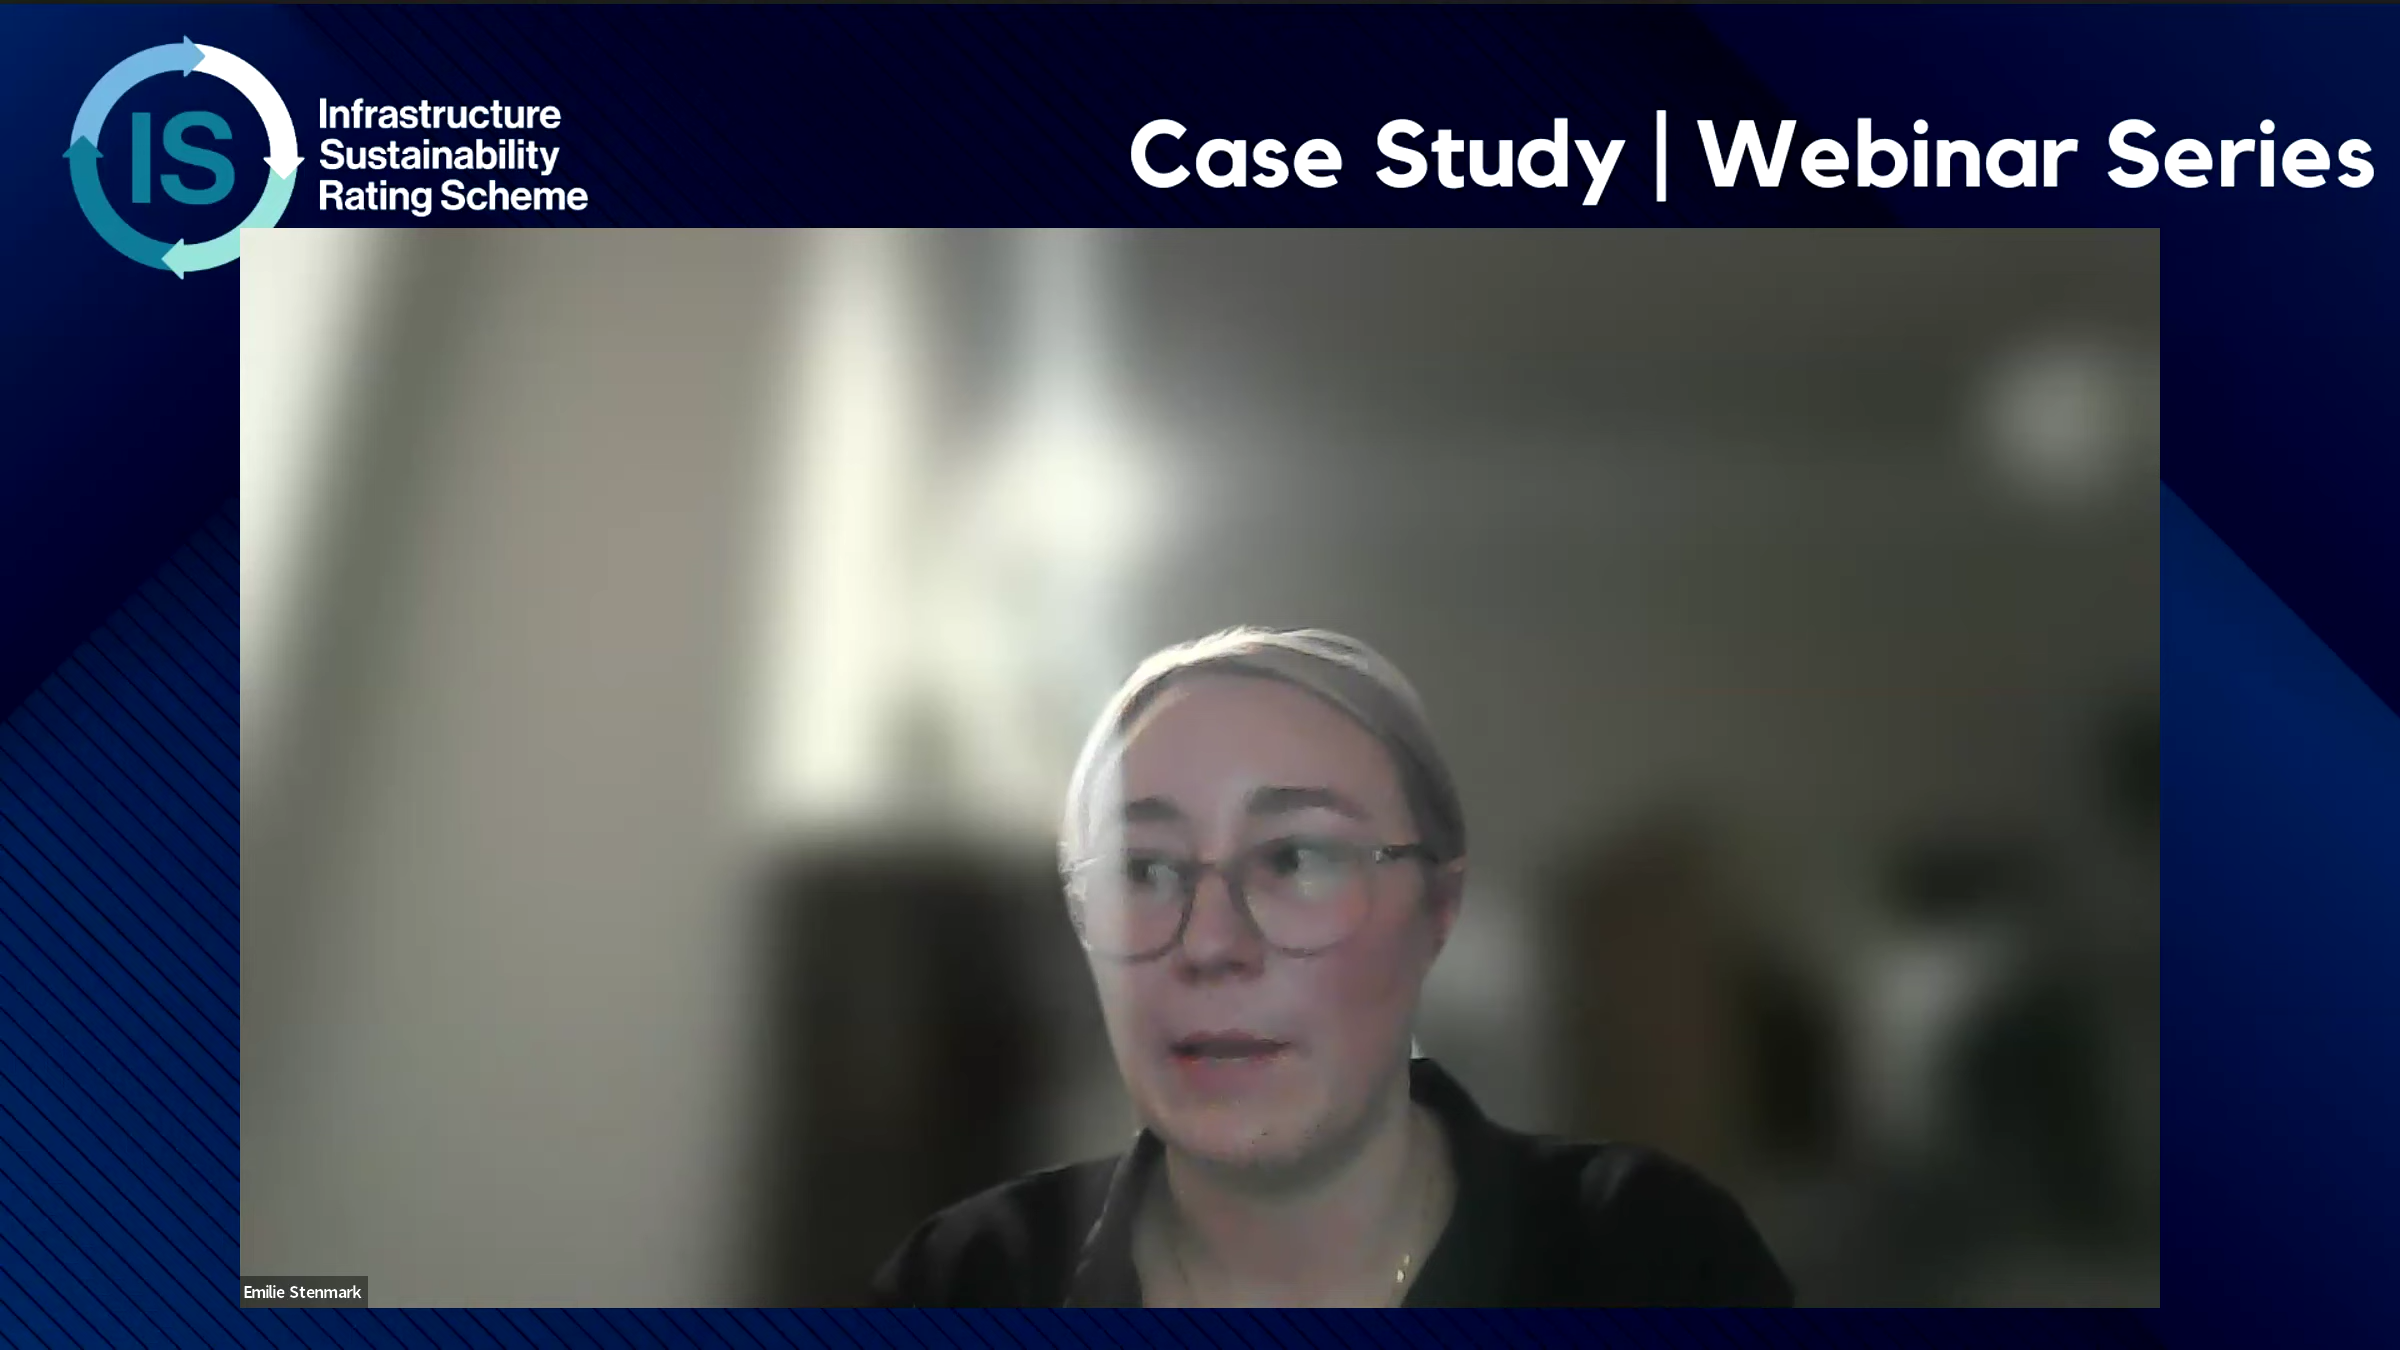 IS
Infrastructure
Sustainability
Rating Scheme
Case Study | Webinar Series
Emilie Stenmark